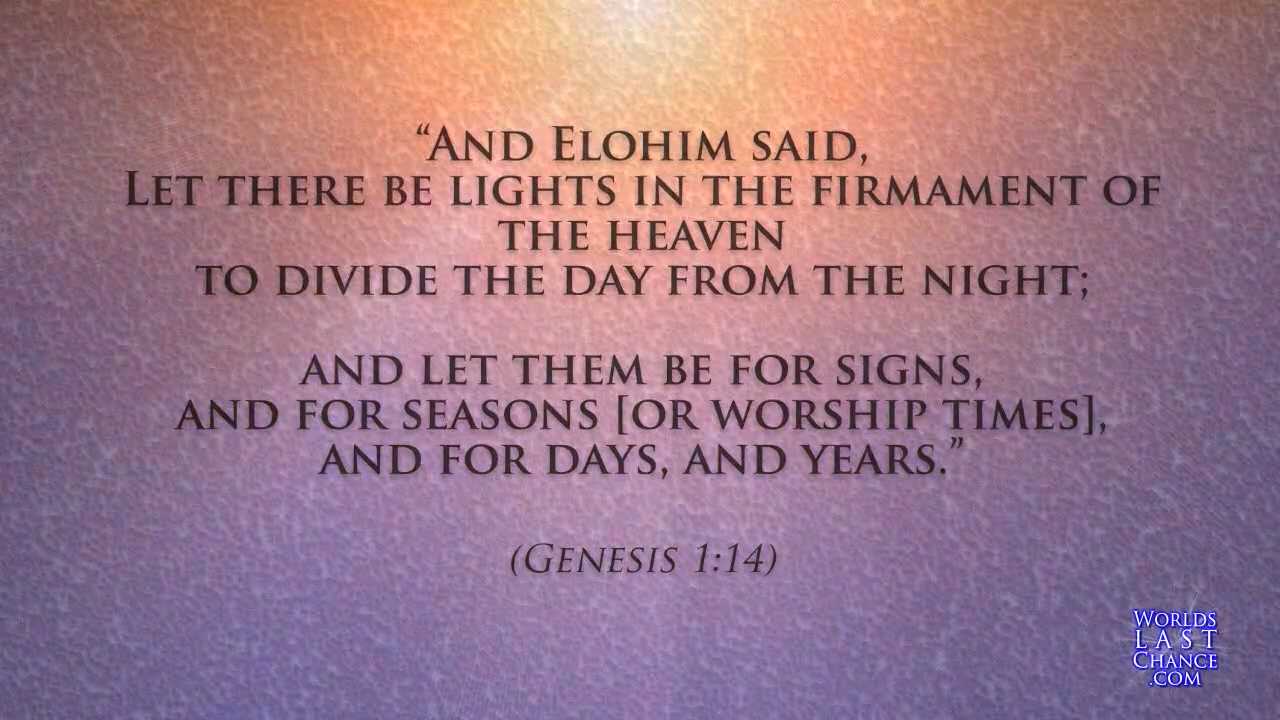 “And Elohim said,
Let there be lights in the firmament of
the heaven
to divide the day from the night;
and let them be for signs,
and for seasons [or worship times],
and for days, and years.”
(Genesis 1:14)
Worlds
Last
Chance
.com